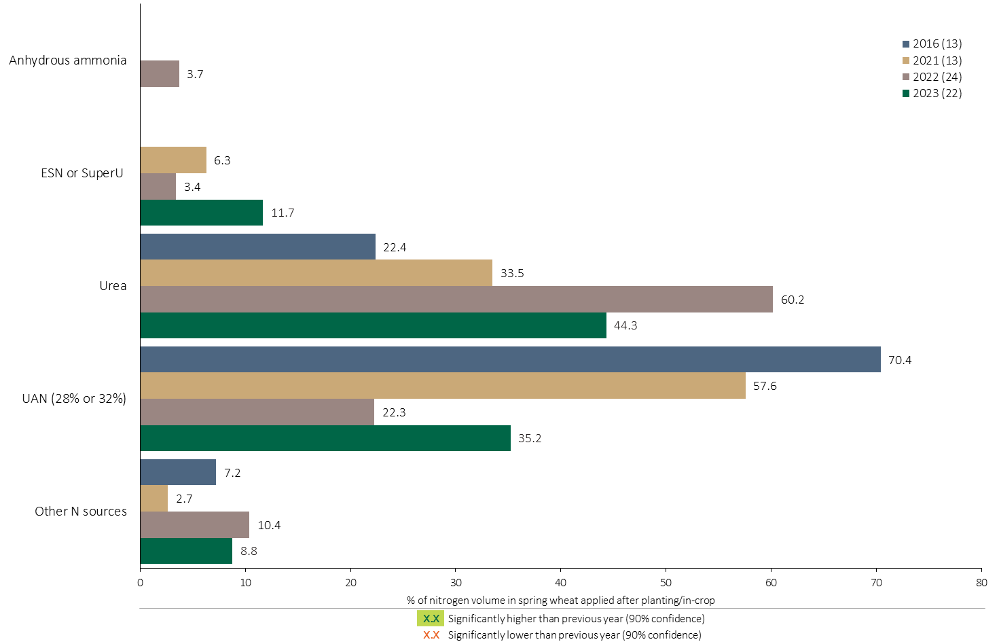 2016 (13)
2021 (13)
2022 (24)
2023 (22)
Anhydrous ammonia
3.7
ESN or SuperU
6.3
3.4
11.7
Urea
22.4
33.5
60.2
44.3
UAN (28% or 32%)
70.4
57.6
22.3
35.2
Other N sources
7.2
2.7
10.4
8.8
0 10 20 30 40 50 60 70 80
% of nitrogen volume in spring wheat applied after planting/in-crop
X.X Significantly higher than previous year (90% confidence)
X.X Significantly lower than previous year (90% confidence)